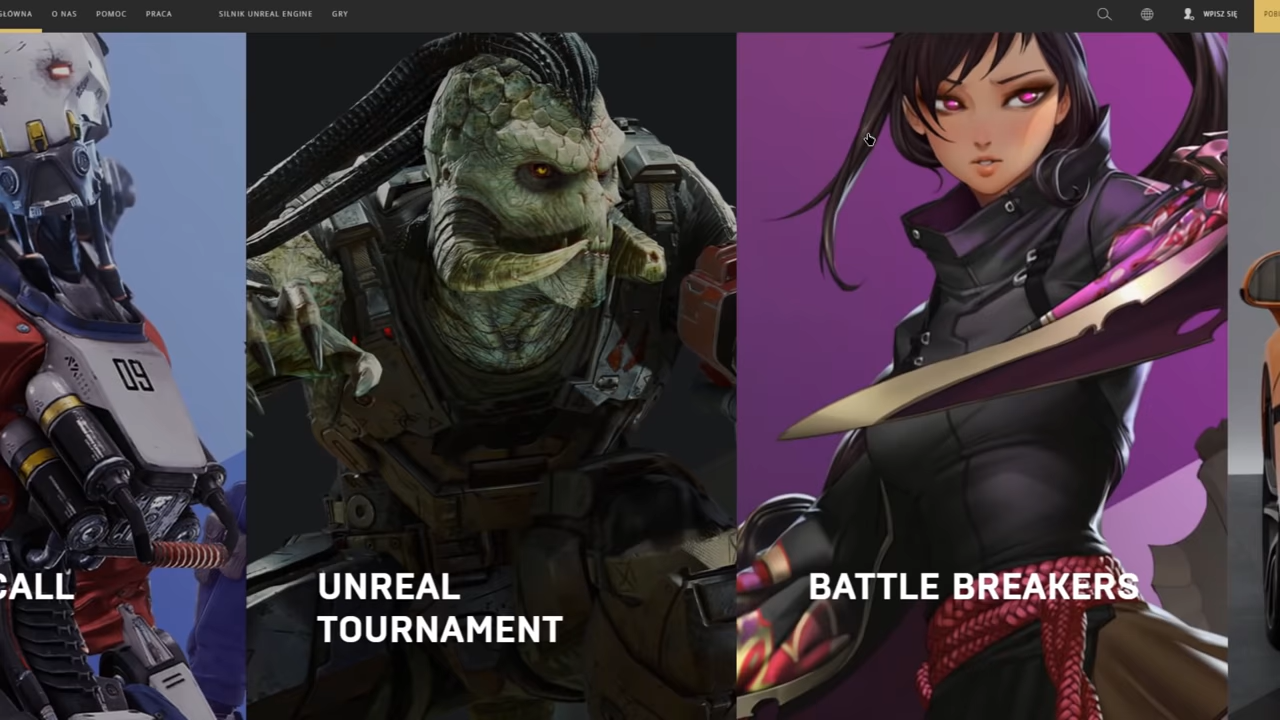 GŁÓWNA O NAS POMOC PRACA SILNIK UNREAL ENGINE GRY WPISZ SIĘ
09
CALL
UNREAL
TOURNAMENT
BATTLE BREAKERS